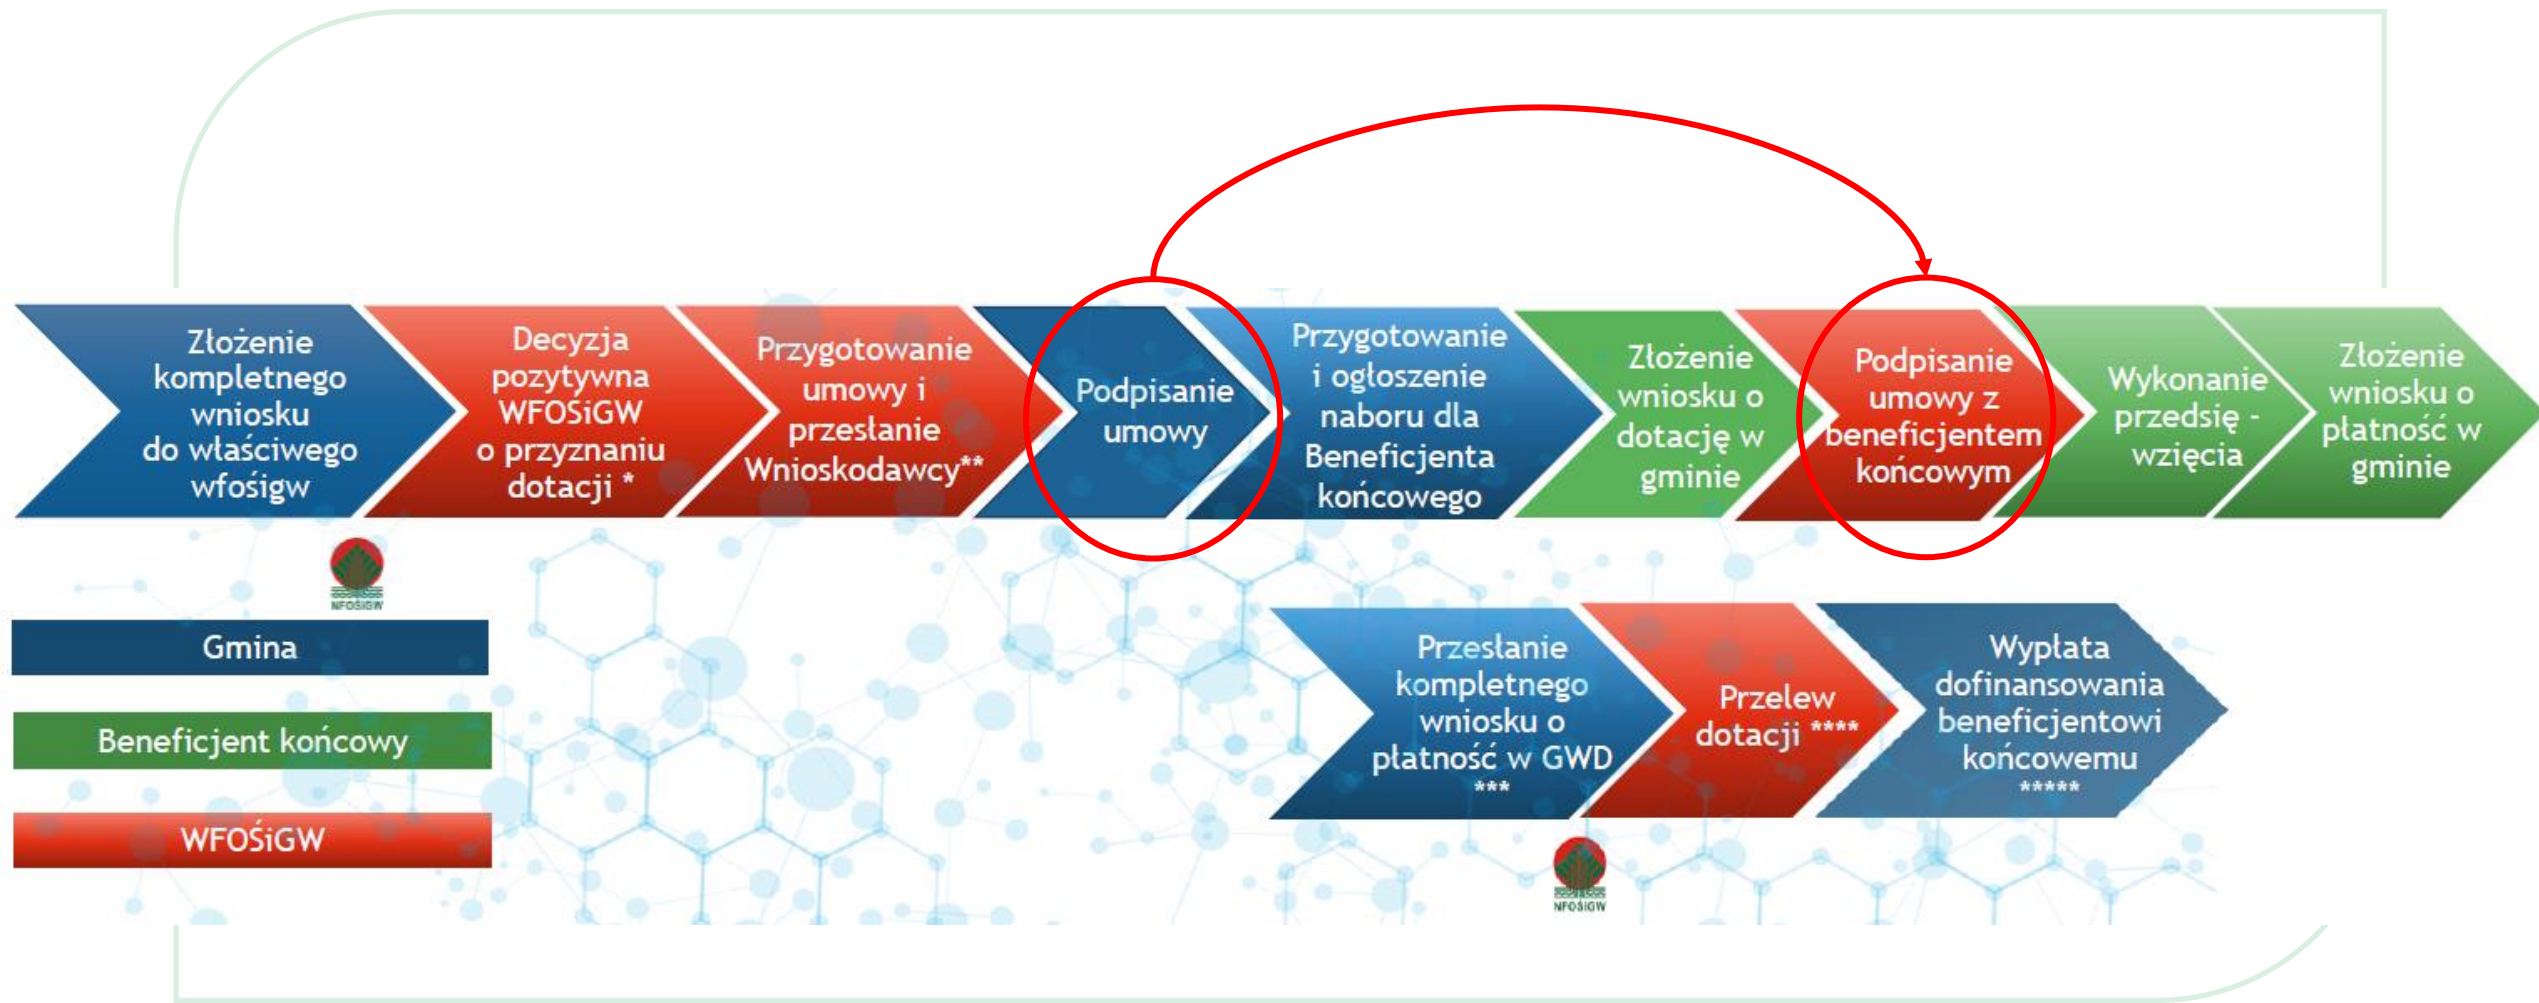 Złożenie
kompletnego
wniosku
do właściwego
wfośigw
Decyzja
pozytywna
WFOŚiGW
o przyznaniu
dotacji *
Przygotowanie
umowy i
przesłanie
Wnioskodawcy**
Podpisanie
umowy
Przygotowanie
i ogłoszenie
naboru dla
Beneficjenta
końcowego
Złożenie
wniosku o
dotację w
gminie
Podpisanie
umowy z
beneficjentem
końcowym
Wykonanie
przedsię -
wzięcia
Złożenie
wniosku o
płatność w
gminie
NFOŚiGW
Gmina
Beneficjent końcowy
WFOŚiGW
Przesłanie
kompletnego
wniosku o
płatność w GWD
***
Przelew
dotacji ****
Wypłata
dofinansowania
beneficjentowi
końcowemu
*****
NFOŚiGW